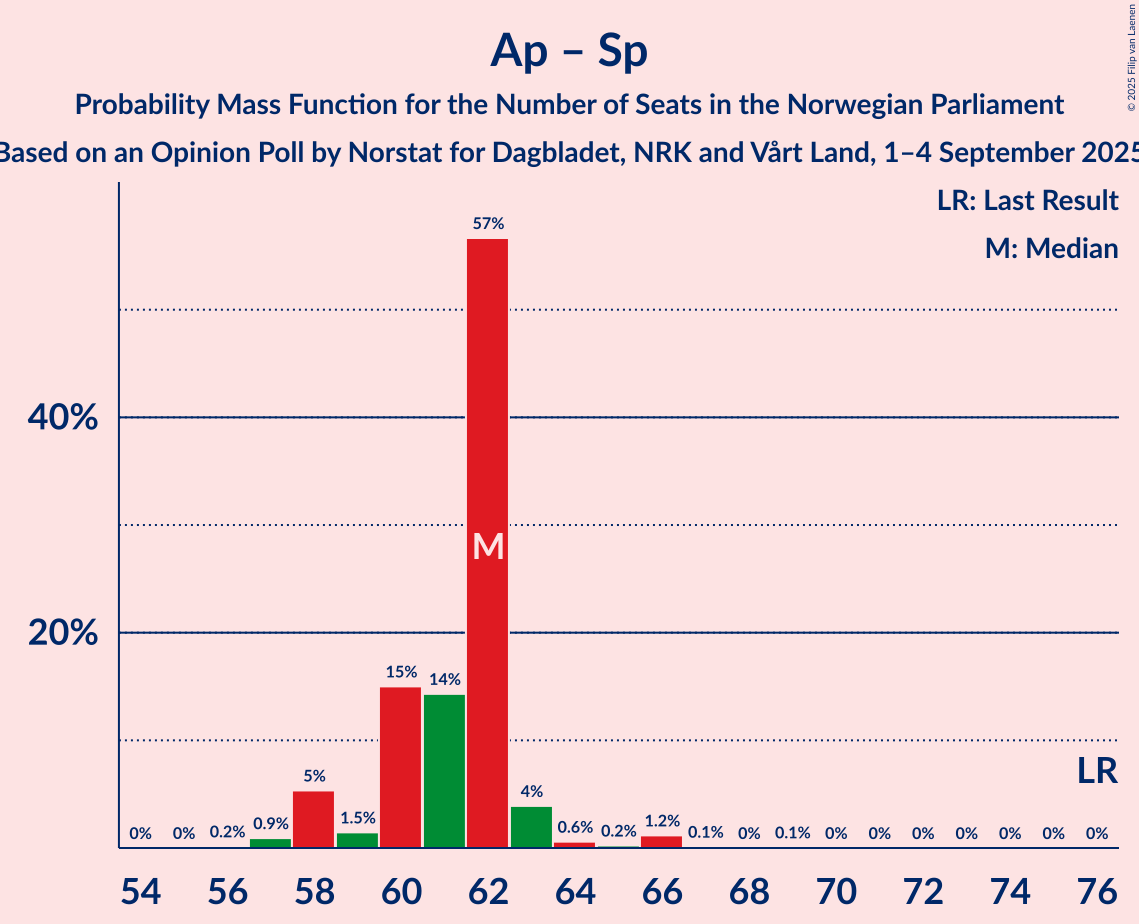 Ap – Sp
Probability Mass Function for the Number of Seats in the Norwegian Parliament
Based on an Opinion Poll by Norstat for Dagbladet, NRK and Vårt Land, 1–4 September 2025
© 2025 Filip van Laenen
LR: Last Result
M: Median
57%
40%
M
20%
15%
14%
LR
5%
4%
0% 0% 0.2% 0.9% 1.5% 0.6% 0.2% 1.2% 0.1% 0% 0.1% 0% 0% 0% 0% 0% 0% 0%
54 56 58 60 62 64 66 68 70 72 74 76